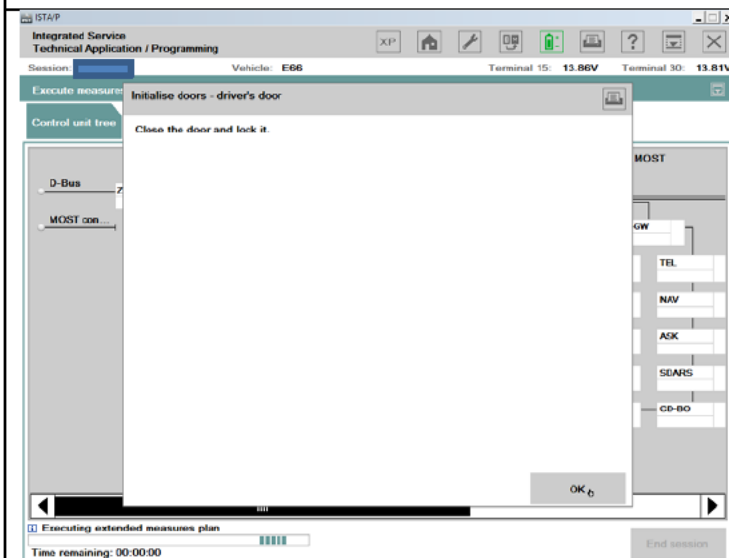 ISTA/P
Integrated Service
Technical Application / Programming
XP
?
Session:
Vehicle: E66
Terminal 15: 13.86V
Terminal 30: 13.81V
Execute measures
Initialise doors - driver's door
Control unit tree
Close the door and lock it.
MOST
D-Bus
Z
MOST con...
GW
TEL
NAV
ASK
SDARS
CD-BO
OK
Executing extended measures plan
Time remaining: 00:00:00
End session